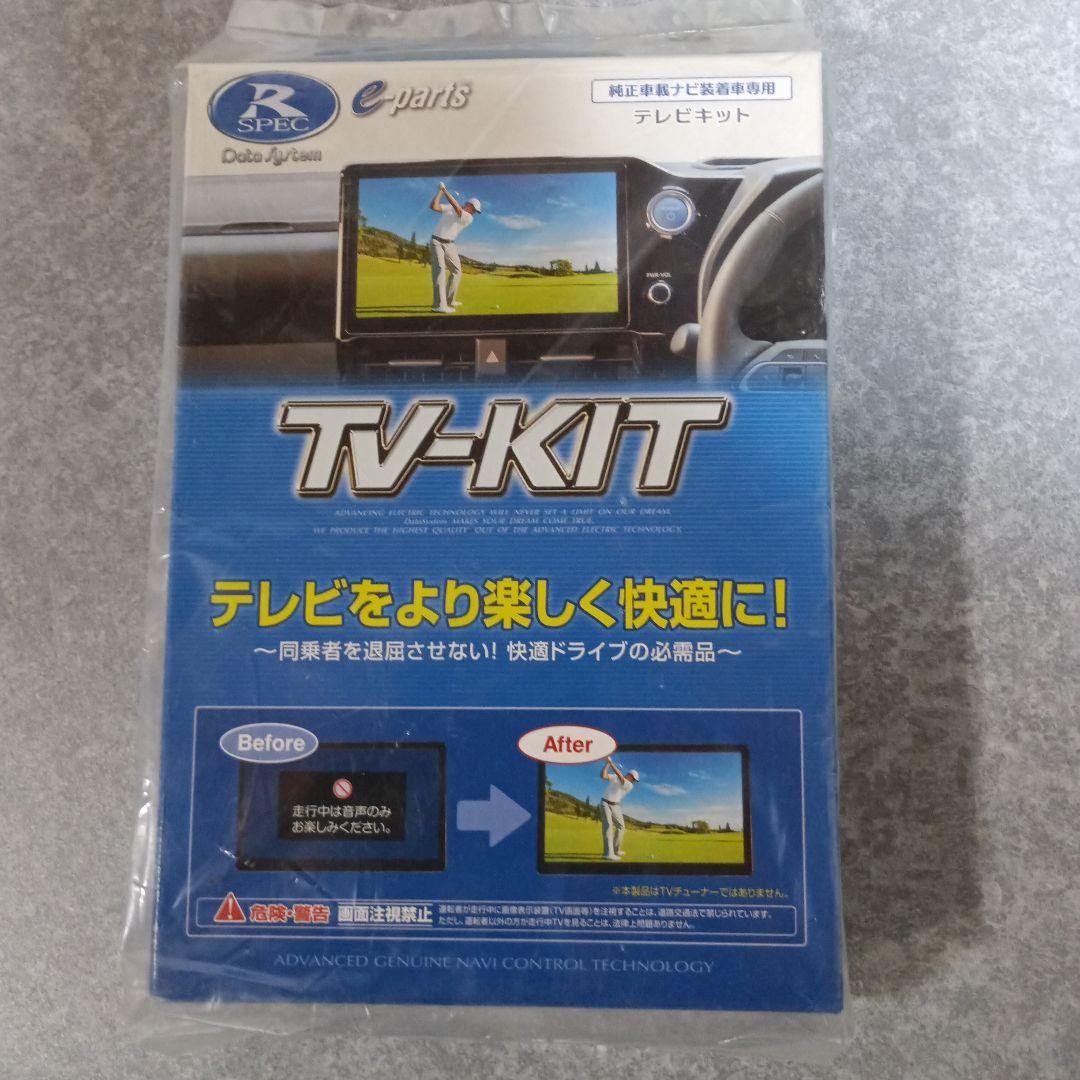 R
SPEC
Data System
e-parts
純正車載ナビ装着車専用
テレビキット
PWR・VOL
TV-KIT
ADVANCING ELECTRIC TECHNOLOGY WILL NEVER SET A LIMIT ON OUR DREAM.
DataSystem MAKES YOUR DREAM COME TRUE.
WE PRODUCE THE HIGHEST QUALITY OUT OF THE ADVANCED ELECTRIC TECHNOLOGY.
テレビをより楽しく快適に!
〜同乗者を退屈させない! 快適ドライブの必需品〜
Before
走行中は音声のみ
お楽しみください。
After
※本製品はTVチューナーではありません。
危険・警告 画面注視禁止
運転者が走行中に画像表示装置(TV画面等)を注視することは、道路交通法で禁じられています。
ただし、運転者以外の方が走行中TVを見ることは、法律上問題ありません。
ADVANCED GENUINE NAVI CONTROL TECHNOLOGY